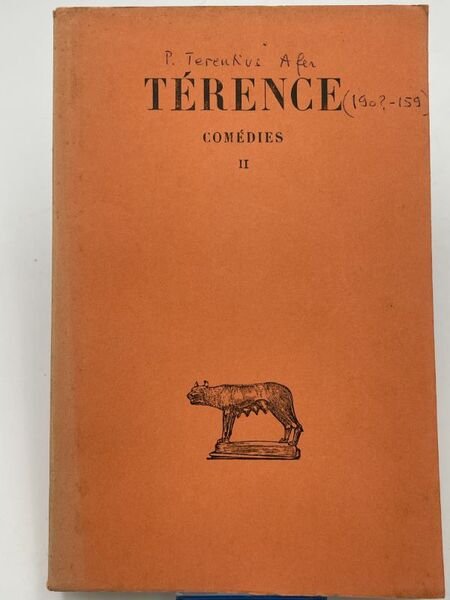 P. Terentius Afer
TÉRENCE (190?-159)
COMÉDIES
II